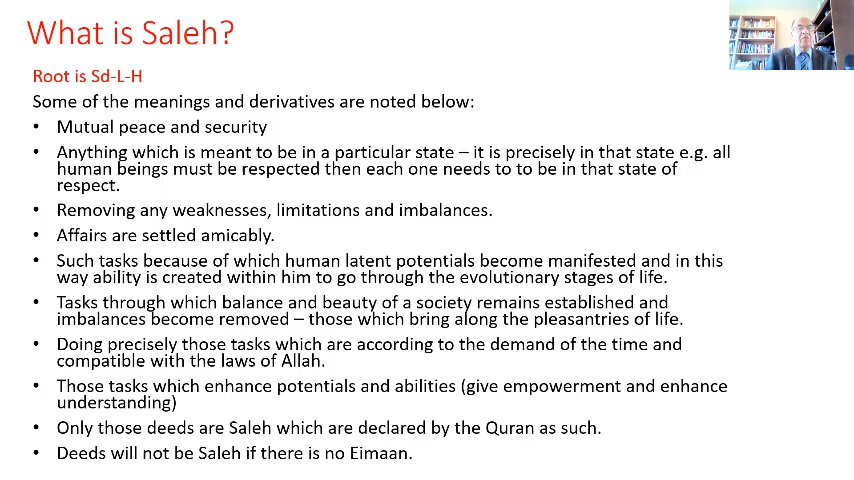 What is Saleh?
Root is Sd-L-H
Some of the meanings and derivatives are noted below:
• Mutual peace and security
• Anything which is meant to be in a particular state – it is precisely in that state e.g. all
human beings must be respected then each one needs to to be in that state of
respect.
• Removing any weaknesses, limitations and imbalances.
• Affairs are settled amicably.
• Such tasks because of which human latent potentials become manifested and in this
way ability is created within him to go through the evolutionary stages of life.
• Tasks through which balance and beauty of a society remains established and
imbalances become removed – those which bring along the pleasantries of life.
• Doing precisely those tasks which are according to the demand of the time and
compatible with the laws of Allah.
• Those tasks which enhance potentials and abilities (give empowerment and enhance
understanding)
• Only those deeds are Saleh which are declared by the Quran as such.
• Deeds will not be Saleh if there is no Eimaan.